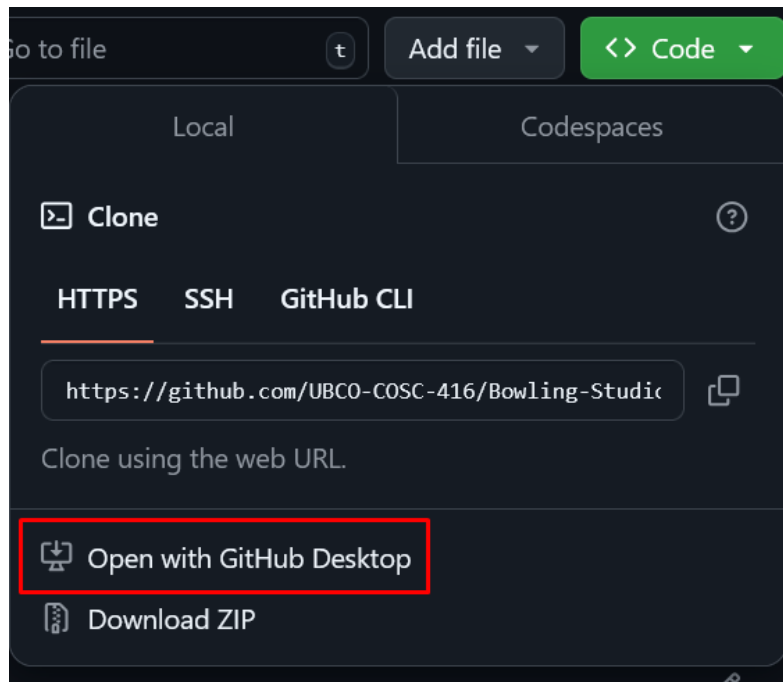 o to file t Add file Code
Local Codespaces
Clone
HTTPS SSH GitHub CLI
https://github.com/UBCO-COSC-416/Bowling-Studi
Clone using the web URL.
Open with GitHub Desktop
Download ZIP